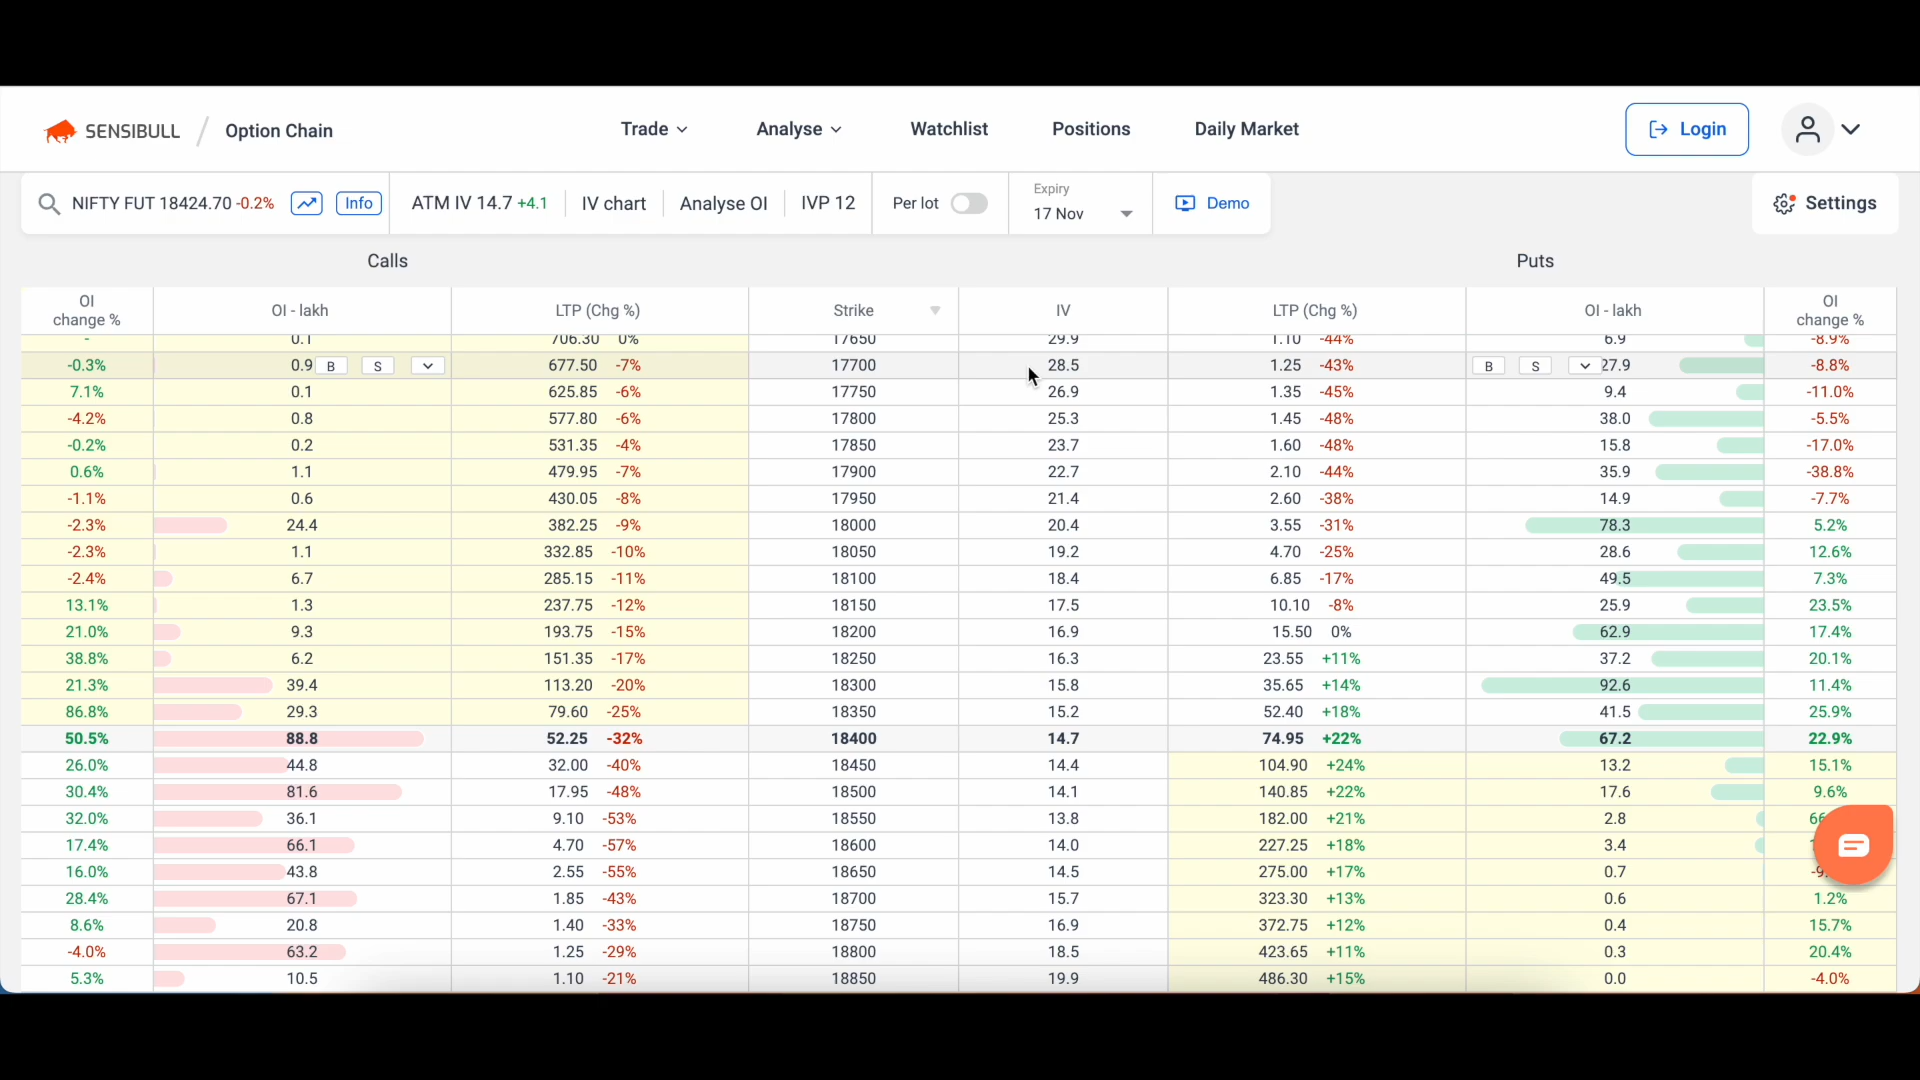 SENSIBULL / Option Chain Trade Analyse Watchlist Positions Daily Market Login
NIFTY FUT 18424.70 -0.2% Info ATM IV 14.7 +4.1 IV chart Analyse OI IVP 12 Per lot Expiry 17 Nov Demo Settings
Calls Puts
OI change % OI - lakh LTP (Chg %) Strike IV LTP (Chg %) OI - lakh OI change %
- 0.1 706.30 0% 17650 29.9 1.10 -44% 6.9 -8.9%
-0.3% 0.9 B S 677.50 -7% 17700 28.5 1.25 -43% B S 27.9 -8.8%
7.1% 0.1 625.85 -6% 17750 26.9 1.35 -45% 9.4 -11.0%
-4.2% 0.8 577.80 -6% 17800 25.3 1.45 -48% 38.0 -5.5%
-0.2% 0.2 531.35 -4% 17850 23.7 1.60 -48% 15.8 -17.0%
0.6% 1.1 479.95 -7% 17900 22.7 2.10 -44% 35.9 -38.8%
-1.1% 0.6 430.05 -8% 17950 21.4 2.60 -38% 14.9 -7.7%
-2.3% 24.4 382.25 -9% 18000 20.4 3.55 -31% 78.3 5.2%
-2.3% 1.1 332.85 -10% 18050 19.2 4.70 -25% 28.6 12.6%
-2.4% 6.7 285.15 -11% 18100 18.4 6.85 -17% 49.5 7.3%
13.1% 1.3 237.75 -12% 18150 17.5 10.10 -8% 25.9 23.5%
21.0% 9.3 193.75 -15% 18200 16.9 15.50 0% 62.9 17.4%
38.8% 6.2 151.35 -17% 18250 16.3 23.55 +11% 37.2 20.1%
21.3% 39.4 113.20 -20% 18300 15.8 35.65 +14% 92.6 11.4%
86.8% 29.3 79.60 -25% 18350 15.2 52.40 +18% 41.5 25.9%
50.5% 88.8 52.25 -32% 18400 14.7 74.95 +22% 67.2 22.9%
26.0% 44.8 32.00 -40% 18450 14.4 104.90 +24% 13.2 15.1%
30.4% 81.6 17.95 -48% 18500 14.1 140.85 +22% 17.6 9.6%
32.0% 36.1 9.10 -53% 18550 13.8 182.00 +21% 2.8
17.4% 66.1 4.70 -57% 18600 14.0 227.25 +18% 3.4
16.0% 43.8 2.55 -55% 18650 14.5 275.00 +17% 0.7
28.4% 67.1 1.85 -43% 18700 15.7 323.30 +13% 0.6 1.2%
8.6% 20.8 1.40 -33% 18750 16.9 372.75 +12% 0.4 15.7%
-4.0% 63.2 1.25 -29% 18800 18.5 423.65 +11% 0.3 20.4%
5.3% 10.5 1.10 -21% 18850 19.9 486.30 +15% 0.0 -4.0%